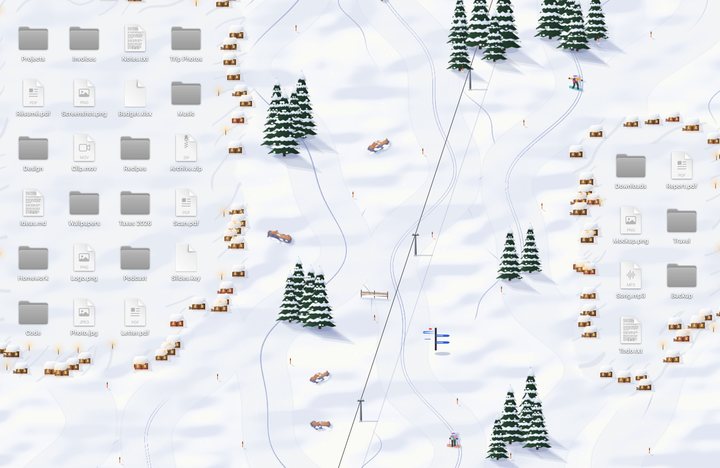 Projects
Invoices
Notes.txt
Trip Photos
Resume.pdf
Screenshot.png
Budget.xlsx
Music
Design
Clip.mov
Recipes
Archive.zip
Ideas.md
Wallpapers
Taxes 2026
Scan.pdf
Homework
Logo.png
Podcast
Slides.key
Code
Photo.jpg
Letter.pdf
Downloads
Report.pdf
Mockup.png
Travel
Song.mp3
Backup
Todo.txt